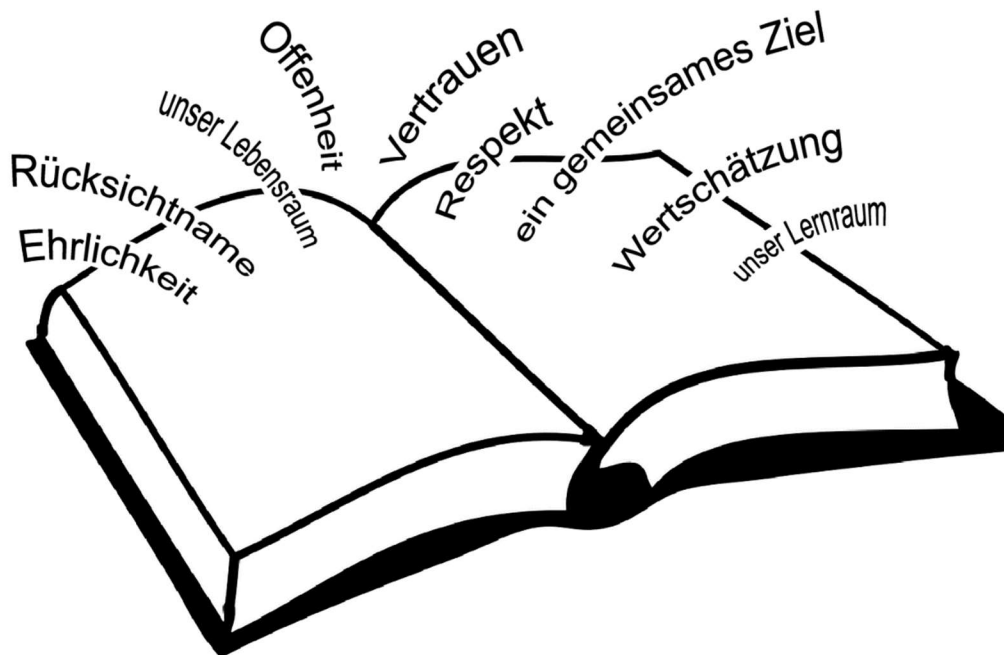 Ehrlichkeit
Rücksichtname
unser Lebensraum
Offenheit
Vertrauen
Respekt
ein gemeinsames Ziel
Wertschätzung
unser Lernraum